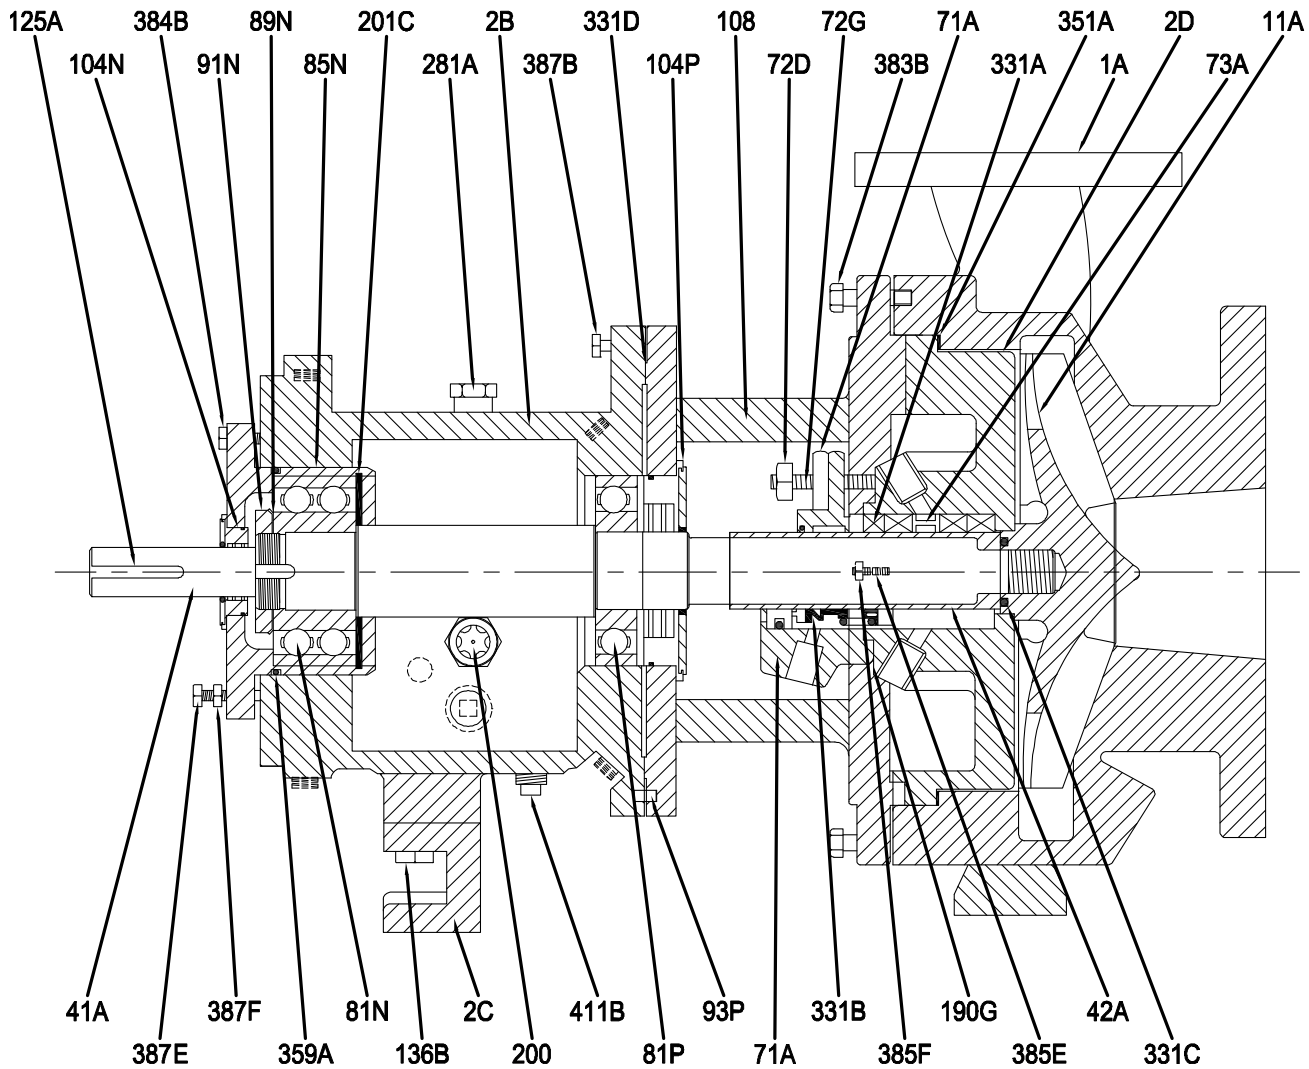 125A 384B 89N 201C 2B 331D 108 72G 71A 351A 2D 11A
104N 91N 85N 281A 387B 104P 72D 383B 331A 1A 73A
41A 387F 81N 2C 411B 93P 331B 190G 42A
387E 359A 136B 200 81P 71A 385F 385E 331C